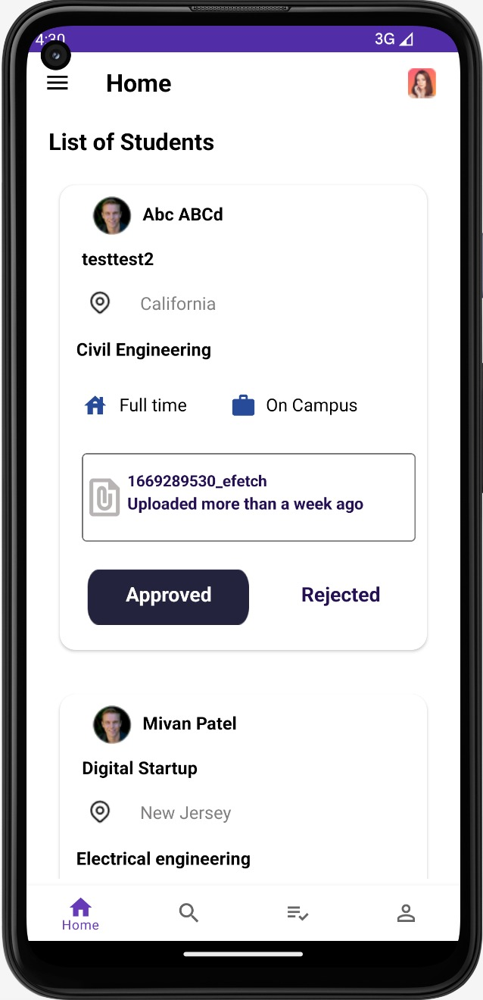 4:30 3G
Home
List of Students
Abc ABCd
testtest2
California
Civil Engineering
Full time On Campus
1669289530_efetch
Uploaded more than a week ago
Approved Rejected
Mivan Patel
Digital Startup
New Jersey
Electrical engineering
Home